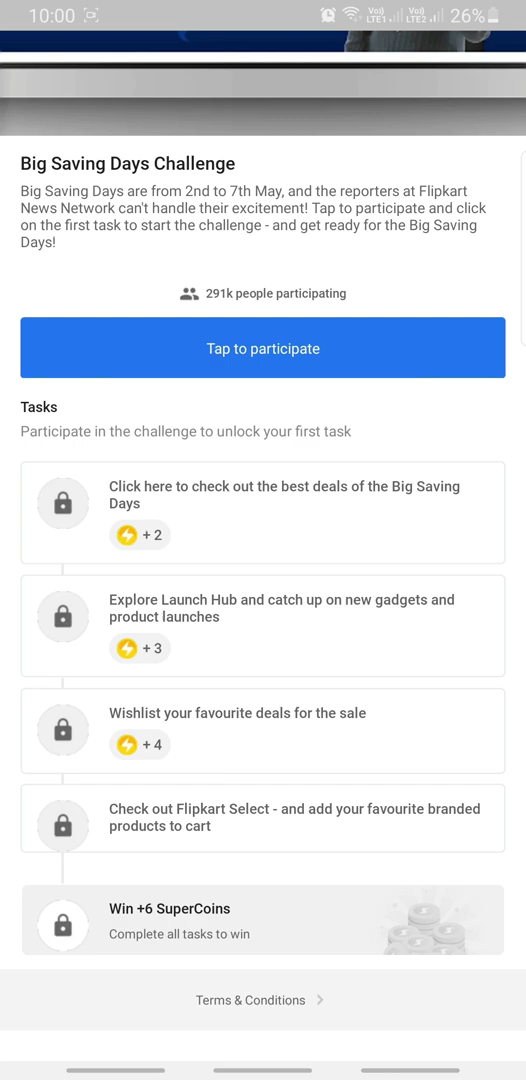 10:00
Vo) LTE1 Vo) LTE2 26%
Big Saving Days Challenge
Big Saving Days are from 2nd to 7th May, and the reporters at Flipkart
News Network can't handle their excitement! Tap to participate and click
on the first task to start the challenge - and get ready for the Big Saving
Days!
291k people participating
Tap to participate
Tasks
Participate in the challenge to unlock your first task
Click here to check out the best deals of the Big Saving
Days
+ 2
Explore Launch Hub and catch up on new gadgets and
product launches
+ 3
Wishlist your favourite deals for the sale
+ 4
Check out Flipkart Select - and add your favourite branded
products to cart
Win +6 SuperCoins
Complete all tasks to win
Terms & Conditions